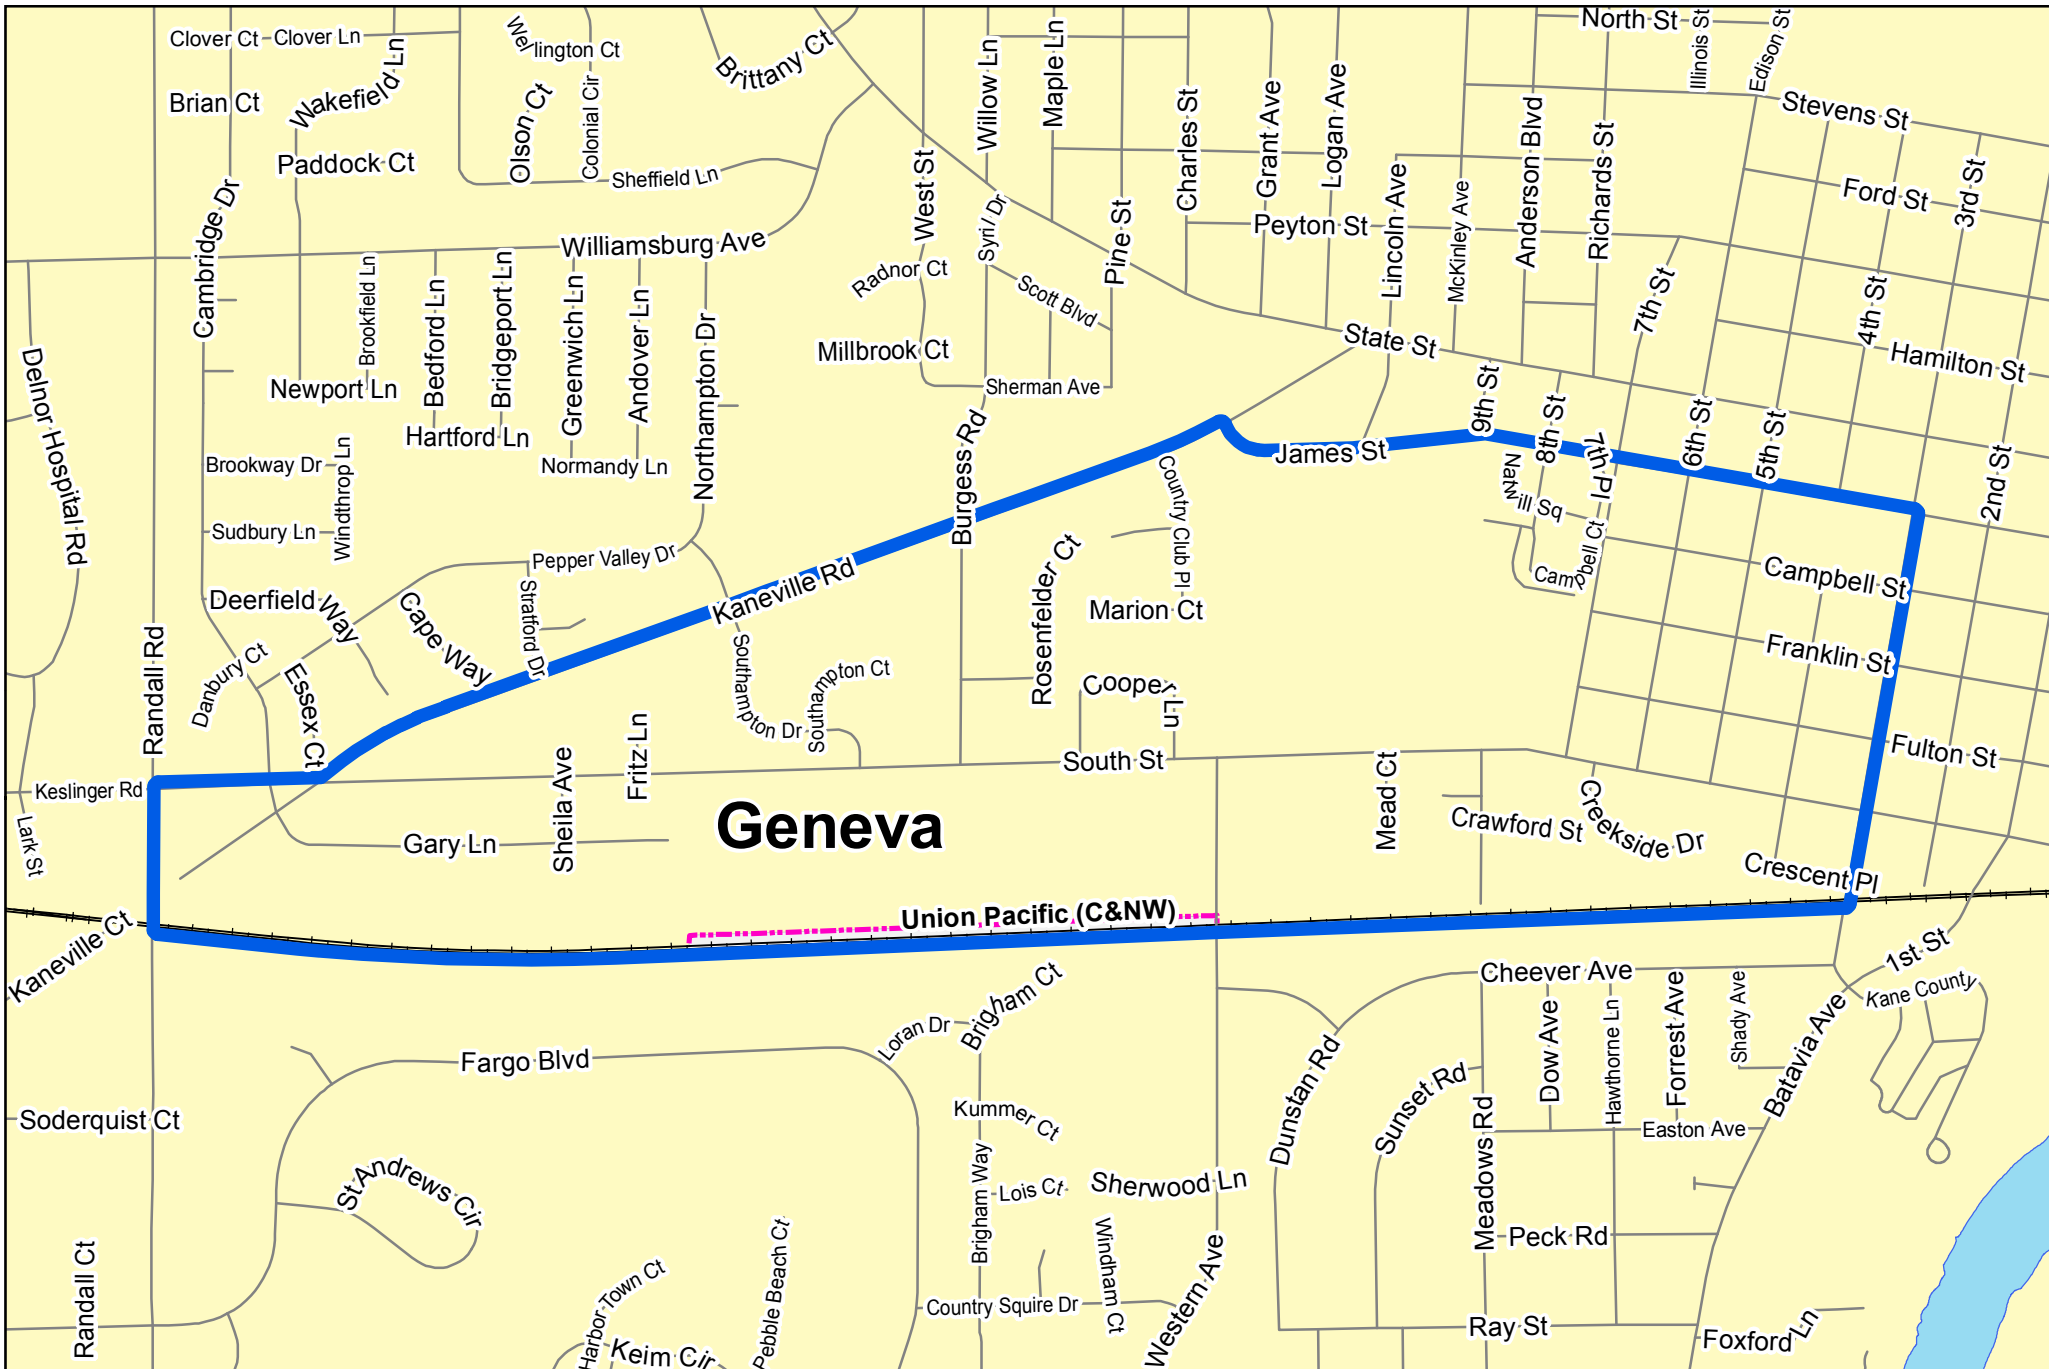 North St
Illinois St
Edison St
Clover Ct
Clover Ln
Wellington Ct
Brittany Ct
Willow Ln
Maple Ln
Wakefield Ln
Brian Ct
Olson Ct
Colonial Cir
Charles St
Grant Ave
Logan Ave
Anderson Blvd
Richards St
Stevens St
Paddock Ct
Sheffield Ln
West St
Syril Dr
Pine St
Peyton St
Lincoln Ave
McKinley Ave
Ford St
3rd St
Cambridge Dr
Williamsburg Ave
Radnor Ct
Scott Blvd
7th St
4th St
Brookfield Ln
Bedford Ln
Bridgeport Ln
Greenwich Ln
Andover Ln
Northampton Dr
Millbrook Ct
State St
Hamilton St
Delnor Hospital Rd
Newport Ln
Sherman Ave
9th St
8th St
7th Pl
6th St
5th St
2nd St
Hartford Ln
Burgess Rd
James St
Brookway Dr
Windthrop Ln
Normandy Ln
Country Club Pl
Natwill Sq
Sudbury Ln
Pepper Valley Dr
Campbell Ct
Campbell St
Deerfield Way
Cape Way
Stratford Dr
Kaneville Rd
Rosenfelder Ct
Marion Ct
Franklin St
Randall Rd
Danbury Ct
Essex Ct
Southampton Dr
Southampton Ct
Cooper Ln
Fritz Ln
South St
Fulton St
Keslinger Rd
Sheila Ave
Mead Ct
Creekside Dr
Lark St
Gary Ln
Geneva
Crawford St
Crescent Pl
Union Pacific (C&NW)
Kaneville Ct
1st St
Cheever Ave
Kane County
Brigham Ct
Loran Dr
Dow Ave
Hawthorne Ln
Forrest Ave
Shady Ave
Batavia Ave
Fargo Blvd
Dunstan Rd
Sunset Rd
Soderquist Ct
Kummer Ct
Meadows Rd
Easton Ave
St Andrews Cir
Brigham Way
Lois Ct
Sherwood Ln
Randall Ct
Harbor Town Ct
Pebble Beach Ct
Windham Ct
Western Ave
Peck Rd
Country Squire Dr
Keim Cir
Ray St
Foxford Ln